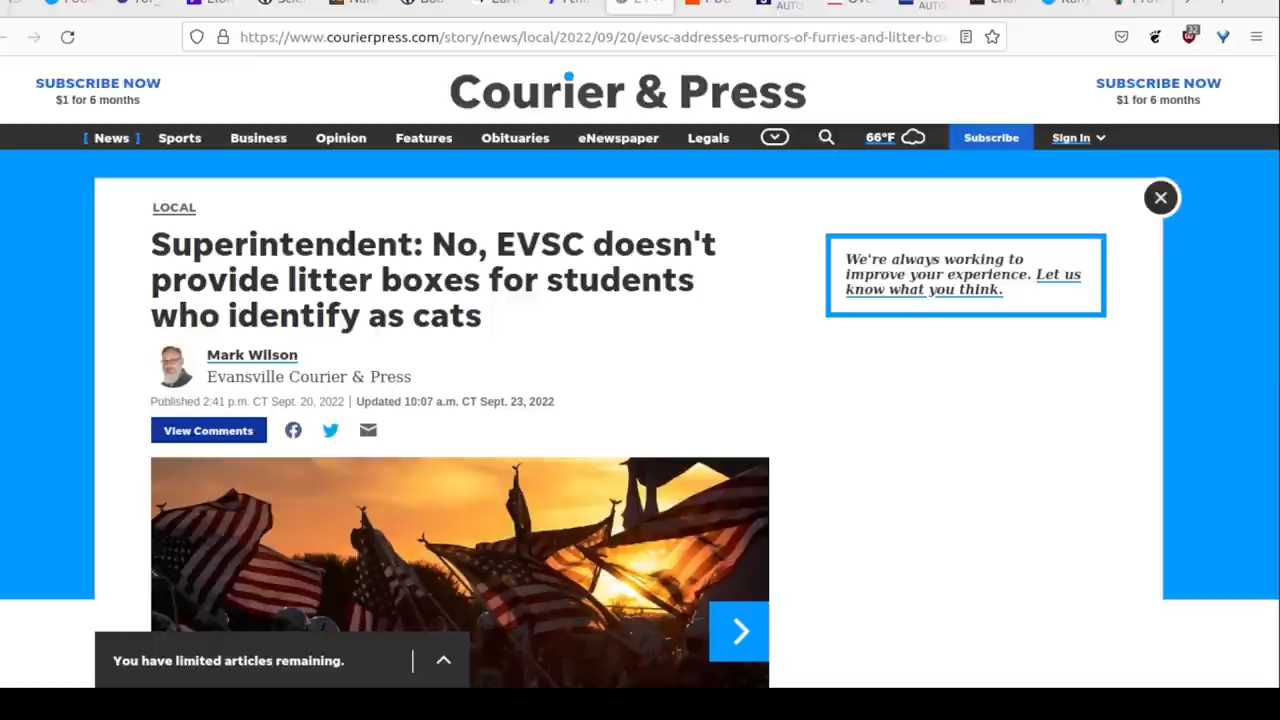 AUTO
AUTO
https://www.courierpress.com/story/news/local/2022/09/20/evsc-addresses-rumors-of-furries-and-litter-bo
32
SUBSCRIBE NOW
$1 for 6 months
Courier & Press
SUBSCRIBE NOW
$1 for 6 months
[ News ] Sports Business Opinion Features Obituaries eNewspaper Legals 66°F Subscribe Sign In
LOCAL
Superintendent: No, EVSC doesn't
provide litter boxes for students
who identify as cats
We're always working to
improve your experience. Let us
know what you think.
Mark Wilson
Evansville Courier & Press
Published 2:41 p.m. CT Sept. 20, 2022 | Updated 10:07 a.m. CT Sept. 23, 2022
View Comments
You have limited articles remaining.